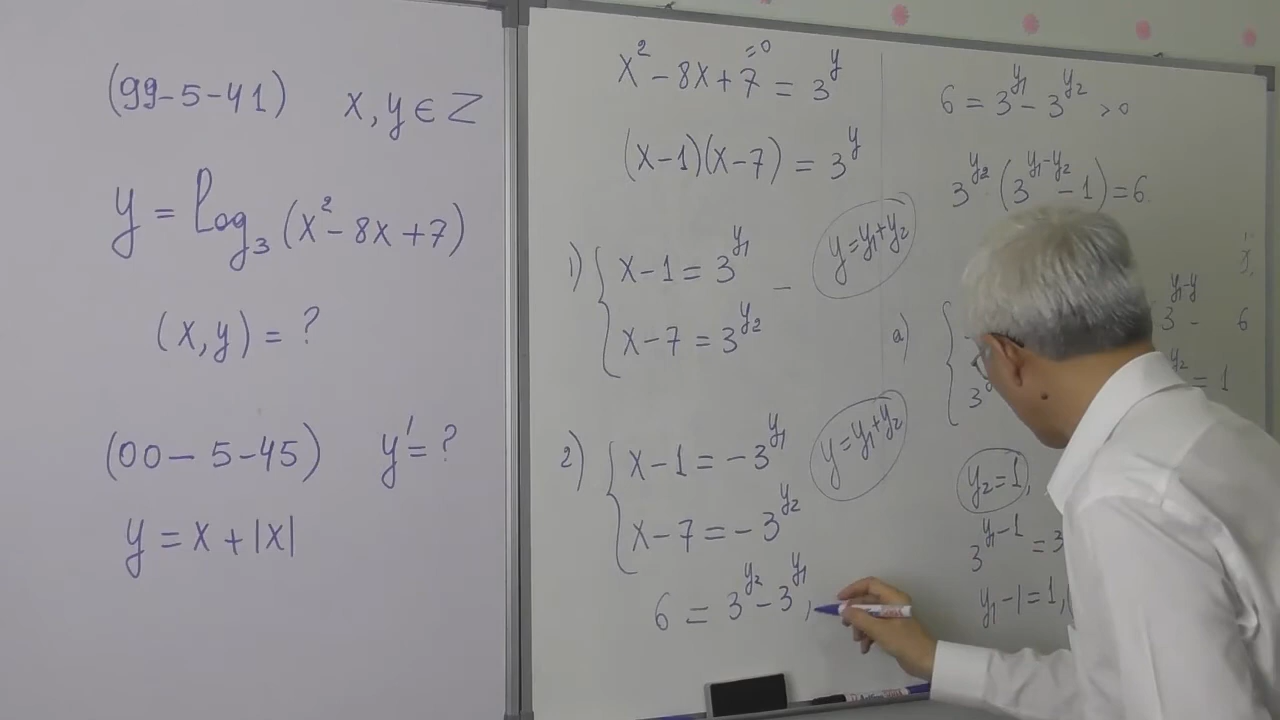 (99-5-41) x, y ∈ Z
y = log₃ (x² - 8x + 7)
(x, y) = ?
(00 - 5-45) y' = ?
y = x + |x|
x² - 8x + 7 = 3^y
= 0
(x-1)(x-7) = 3^y
1) { x - 1 = 3^y₁
x - 7 = 3^y₂
y = y₁ + y₂
2) { x - 1 = - 3^y₁
x - 7 = - 3^y₂
y = y₁ + y₂
6 = 3^y₂ - 3^y₁ ,
6 = 3^y₁ - 3^y₂ > 0
3^y₂ · (3^(y₁-y₂) - 1) = 6
a) {
6
= 1
y₂ = 1,
3^(y₁-1) = 3
y₁ - 1 = 1,